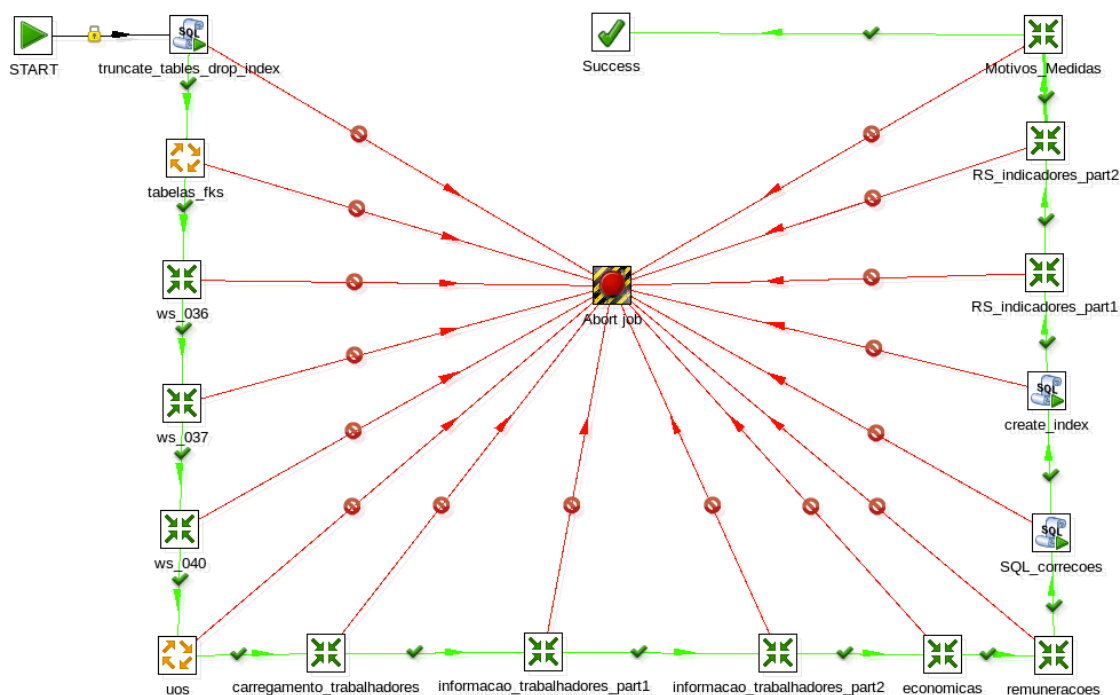 START
SQL
truncate_tables_drop_index
Success
Motivos_Medidas
tabelas_fks
RS_indicadores_part2
ws_036
Abort job
RS_indicadores_part1
ws_037
SQL
create_index
ws_040
SQL
SQL_correcoes
uos
carregamento_trabalhadores
informacao_trabalhadores_part1
informacao_trabalhadores_part2
economicas
remuneracoes